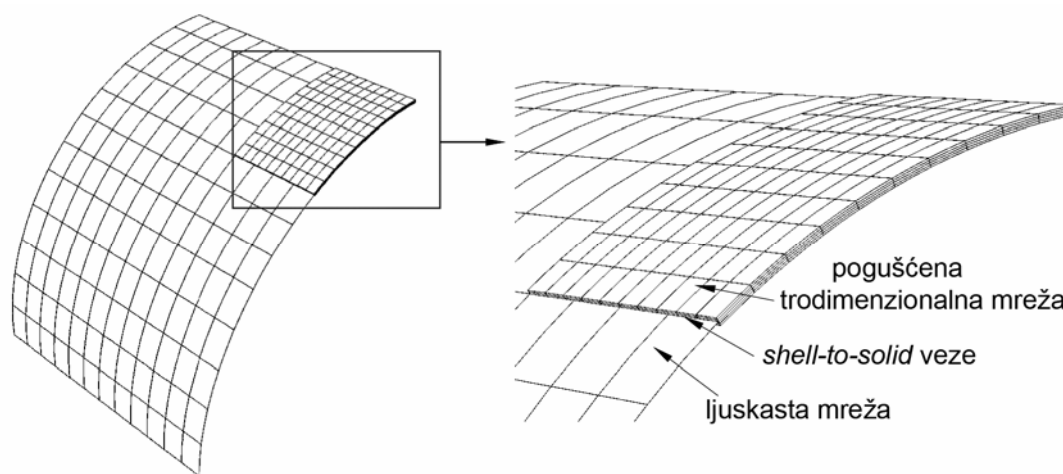 pogušćena
trodimenzionalna mreža
shell-to-solid veze
ljuskasta mreža